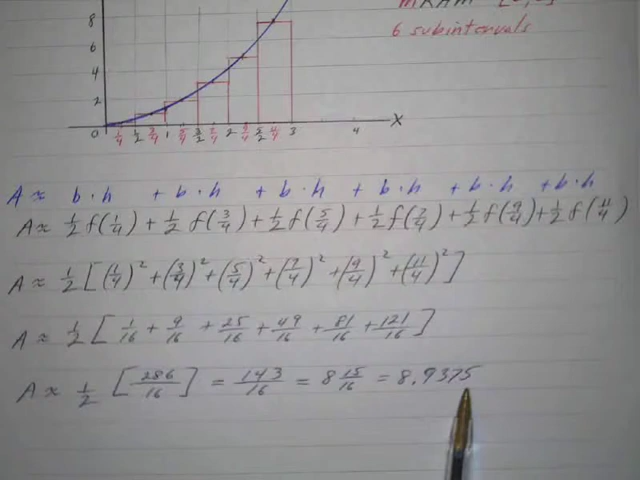 MRAM
6 subintervals
8
6
4
2
0 1/4 1/2 3/4 1 5/4 3/2 7/4 2 9/4 5/2 11/4 3 4 x
A ≈ b·h + b·h + b·h + b·h + b·h + b·h
A ≈ 1/2 f(1/4) + 1/2 f(3/4) + 1/2 f(5/4) + 1/2 f(7/4) + 1/2 f(9/4) + 1/2 f(11/4)
A ≈ 1/2 [(1/4)² + (3/4)² + (5/4)² + (7/4)² + (9/4)² + (11/4)²]
A ≈ 1/2 [1/16 + 9/16 + 25/16 + 49/16 + 81/16 + 121/16]
A ≈ 1/2 [286/16] = 143/16 = 8 15/16 = 8.9375